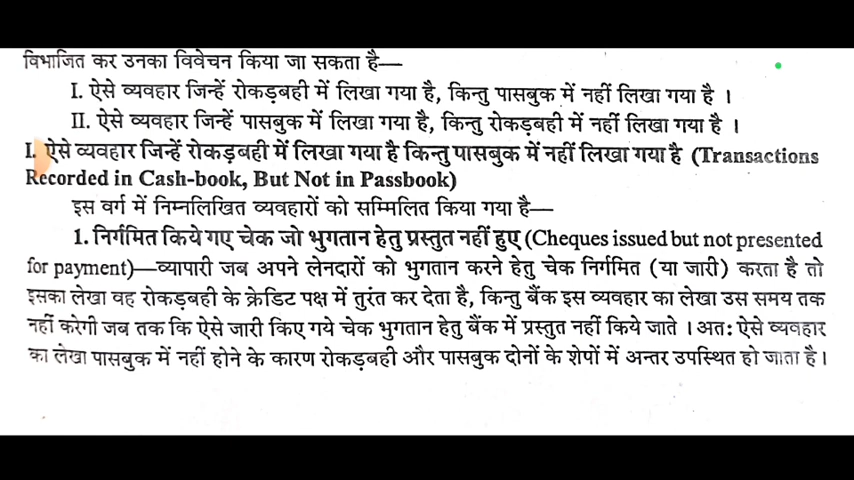 विभाजित कर उनका विवेचन किया जा सकता है—
I. ऐसे व्यवहार जिन्हें रोकड़बही में लिखा गया है, किन्तु पासबुक में नहीं लिखा गया है ।
II. ऐसे व्यवहार जिन्हें पासबुक में लिखा गया है, किन्तु रोकड़बही में नहीं लिखा गया है ।
I. ऐसे व्यवहार जिन्हें रोकड़बही में लिखा गया है किन्तु पासबुक में नहीं लिखा गया है (Transactions
Recorded in Cash-book, But Not in Passbook)
इस वर्ग में निम्नलिखित व्यवहारों को सम्मिलित किया गया है—
1. निर्गमित किये गए चेक जो भुगतान हेतु प्रस्तुत नहीं हुए (Cheques issued but not presented
for payment)—व्यापारी जब अपने लेनदारों को भुगतान करने हेतु चेक निर्गमित (या जारी) करता है तो
इसका लेखा वह रोकड़बही के क्रेडिट पक्ष में तुरंत कर देता है, किन्तु बैंक इस व्यवहार का लेखा उस समय तक
नहीं करेगी जब तक कि ऐसे जारी किए गये चेक भुगतान हेतु बैंक में प्रस्तुत नहीं किये जाते । अत: ऐसे व्यवहार
का लेखा पासबुक में नहीं होने के कारण रोकड़बही और पासबुक दोनों के शेपों में अन्तर उपस्थित हो जाता है ।